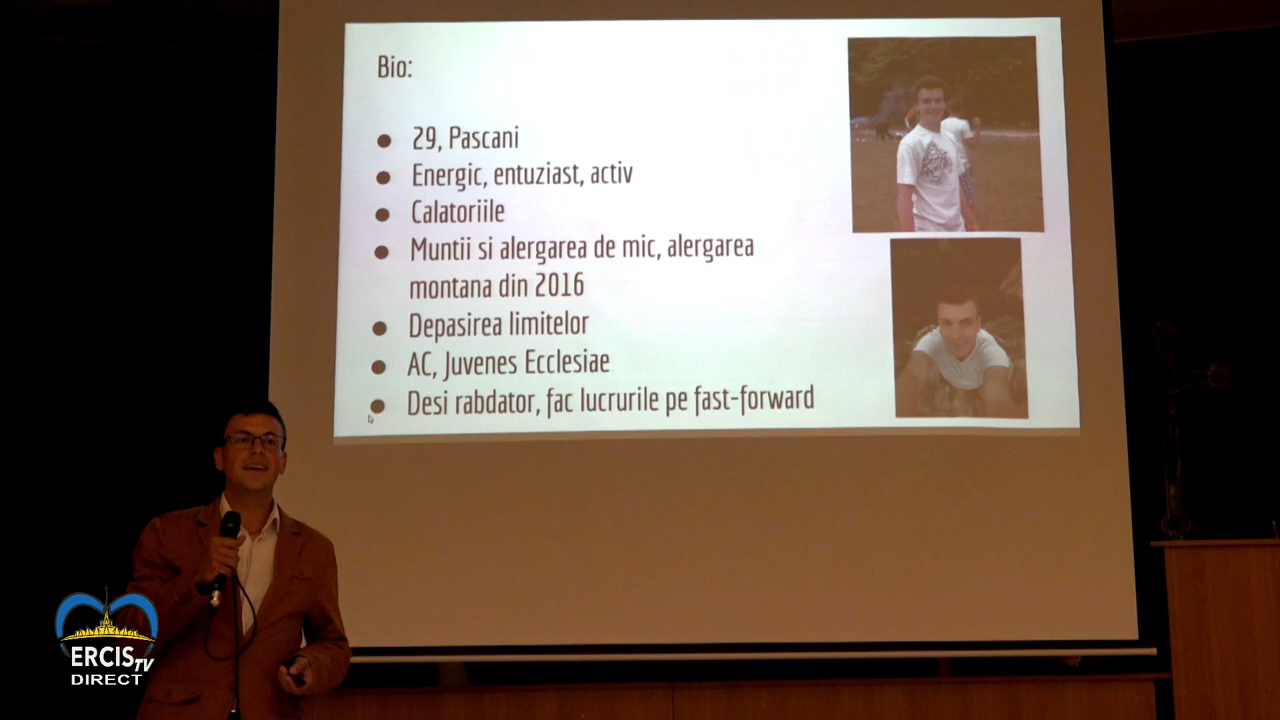 Bio:
29, Pascani
Energic, entuziast, activ
Calatoriile
Muntii si alergarea de mic, alergarea
montana din 2016
Depasirea limitelor
AC, Juvenes Ecclesiae
Desi rabdator, fac lucrurile pe fast-forward
ERCIS TV
DIRECT